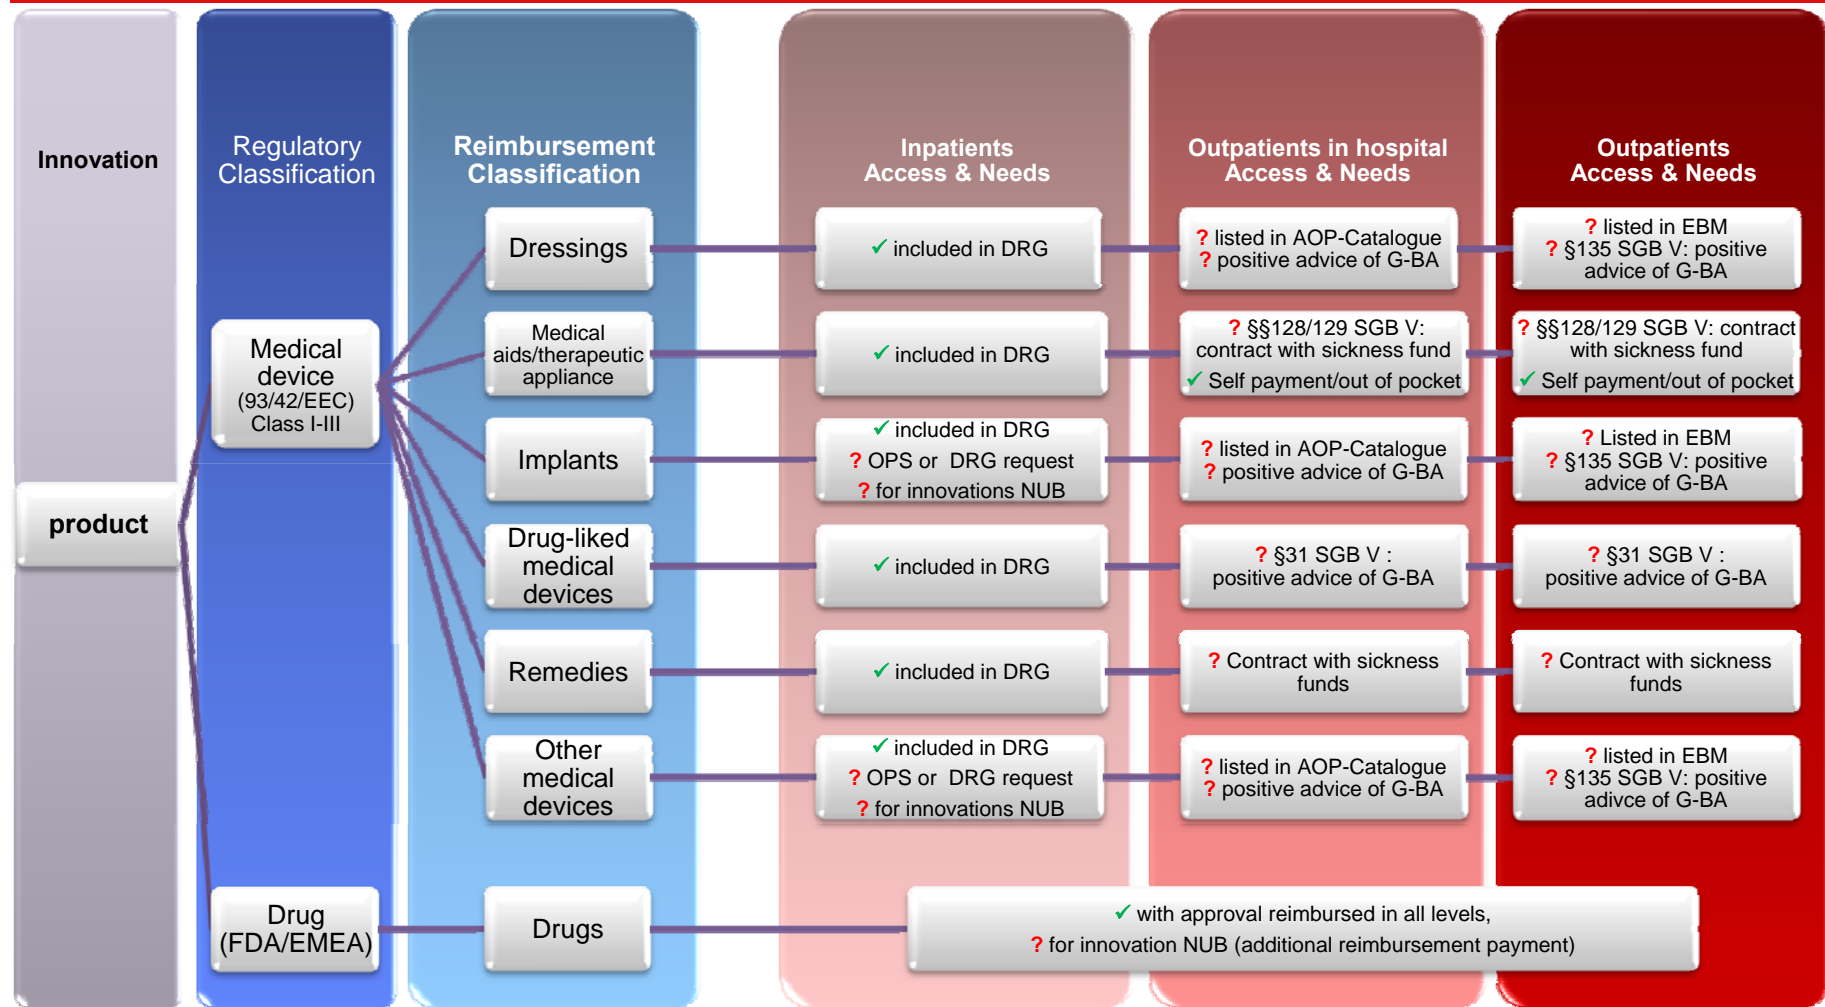 Innovation
Regulatory
Classification
Reimbursement
Classification
Inpatients
Access & Needs
Outpatients in hospital
Access & Needs
Outpatients
Access & Needs
Dressings
✓ included in DRG
? listed in AOP-Catalogue
? positive advice of G-BA
? listed in EBM
? §135 SGB V: positive
advice of G-BA
Medical
device
(93/42/EEC)
Class I-III
Medical
aids/therapeutic
appliance
✓ included in DRG
? §§128/129 SGB V:
contract with sickness fund
✓ Self payment/out of pocket
? §§128/129 SGB V: contract
with sickness fund
✓ Self payment/out of pocket
Implants
✓ included in DRG
? OPS or DRG request
? for innovations NUB
? listed in AOP-Catalogue
? positive advice of G-BA
? Listed in EBM
? §135 SGB V: positive
advice of G-BA
product
Drug-liked
medical
devices
✓ included in DRG
? §31 SGB V :
positive advice of G-BA
? §31 SGB V :
positive advice of G-BA
Remedies
✓ included in DRG
? Contract with sickness
funds
? Contract with sickness
funds
Other
medical
devices
✓ included in DRG
? OPS or DRG request
? for innovations NUB
? listed in AOP-Catalogue
? positive advice of G-BA
? listed in EBM
? §135 SGB V: positive
adivce of G-BA
Drug
(FDA/EMEA)
Drugs
✓ with approval reimbursed in all levels,
? for innovation NUB (additional reimbursement payment)